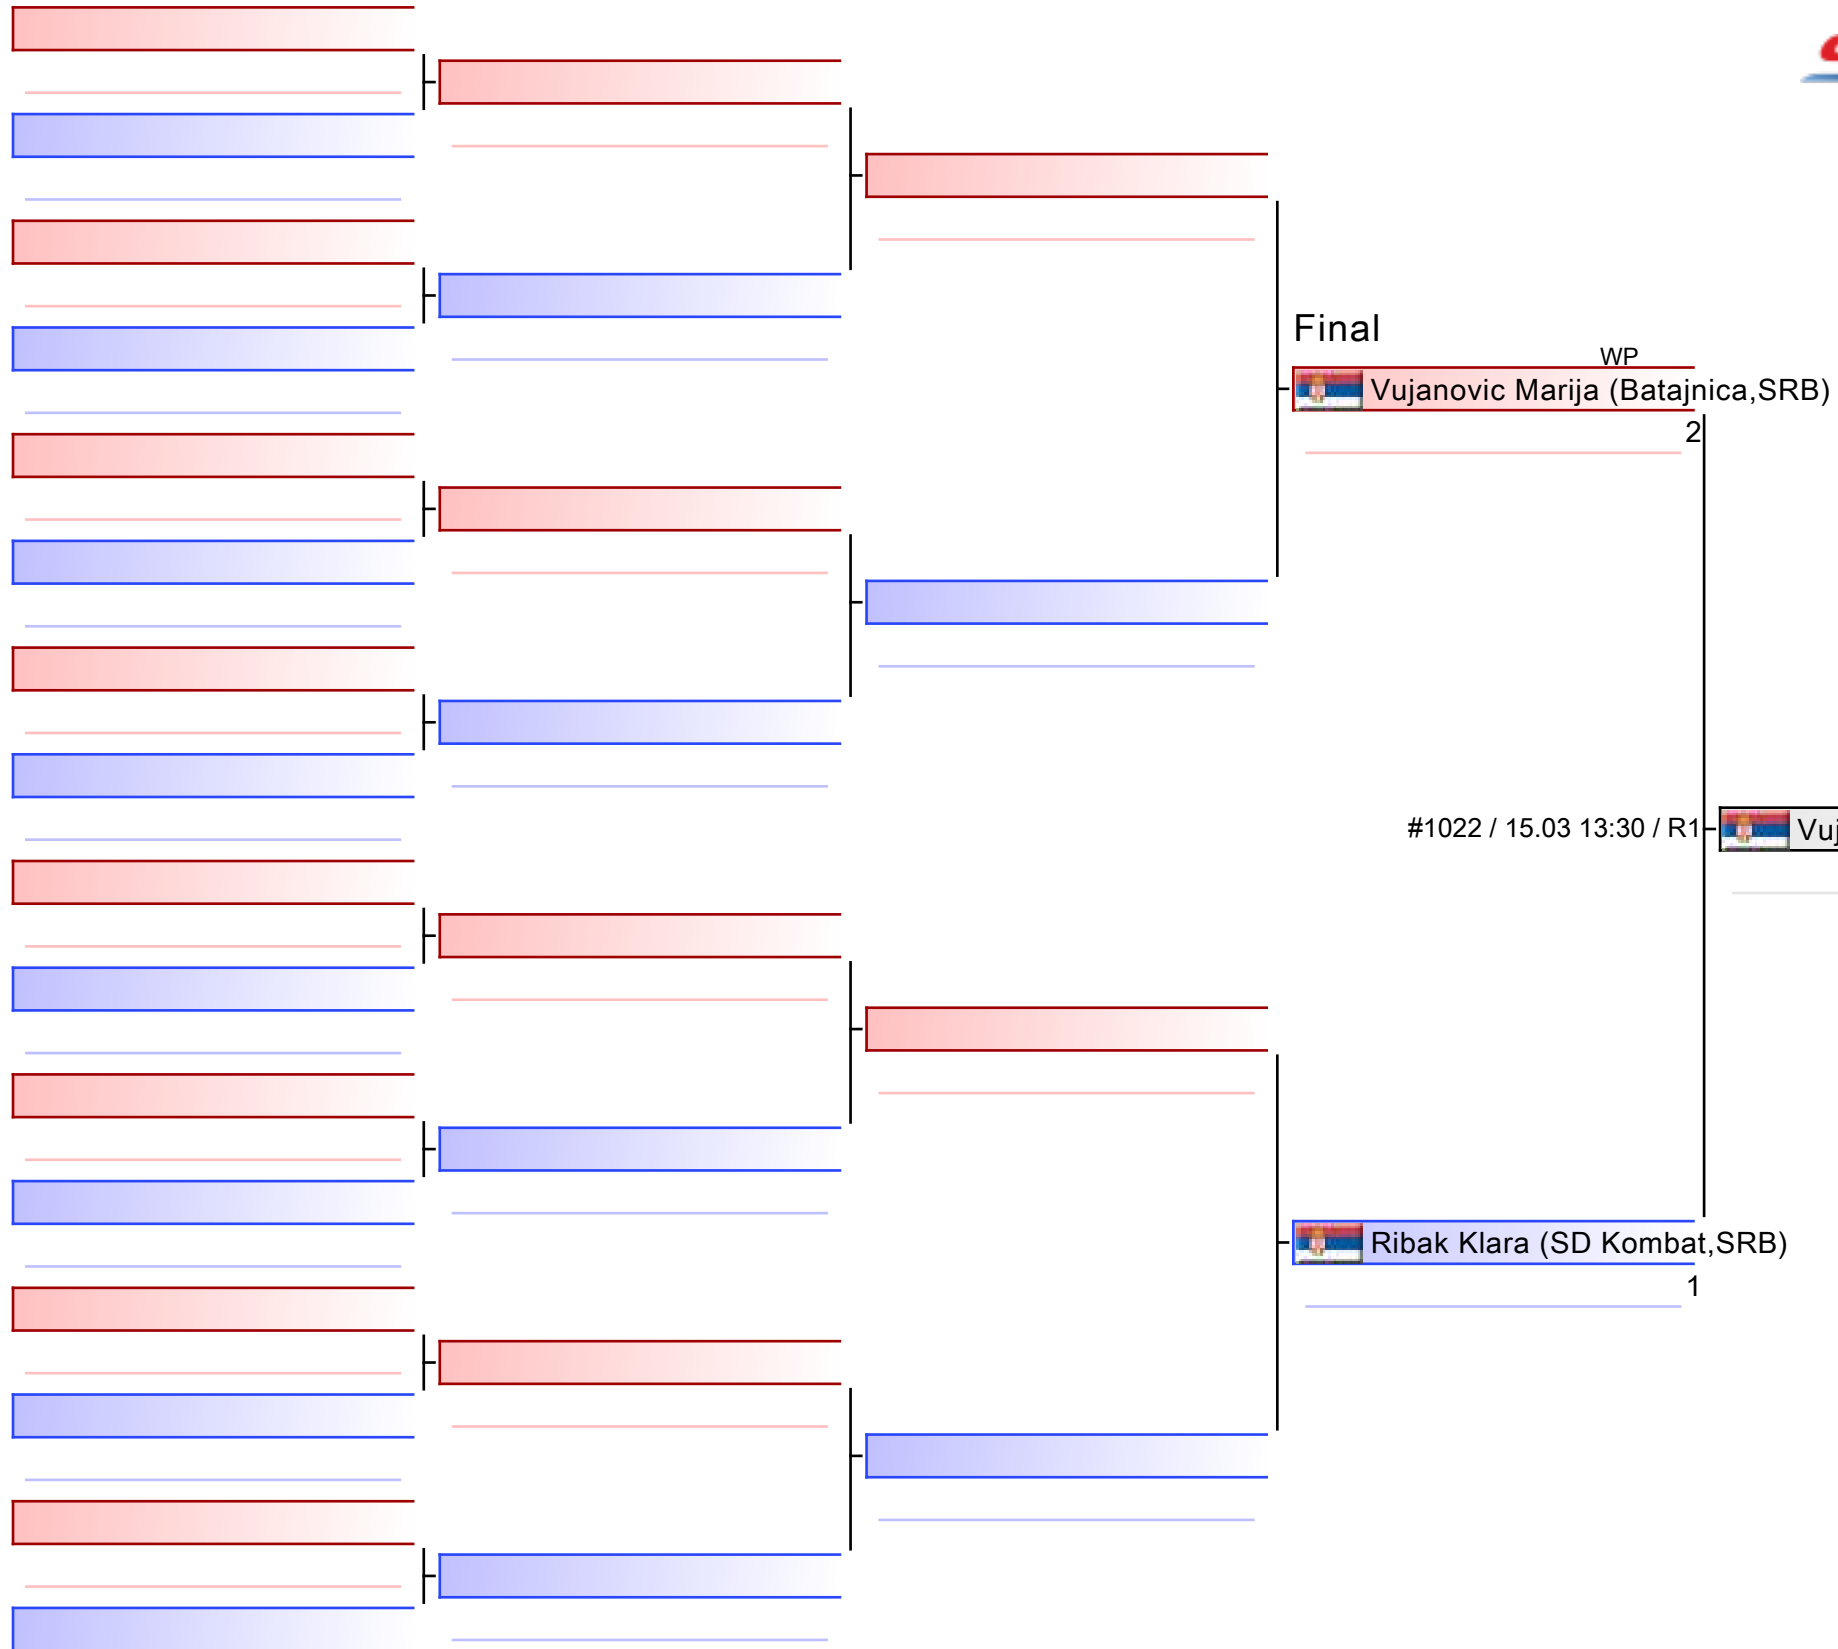 Final
WP
Vujanovic Marija (Batajnica,SRB)
2
#1022 / 15.03 13:30 / R1
Vuj
Ribak Klara (SD Kombat,SRB)
1